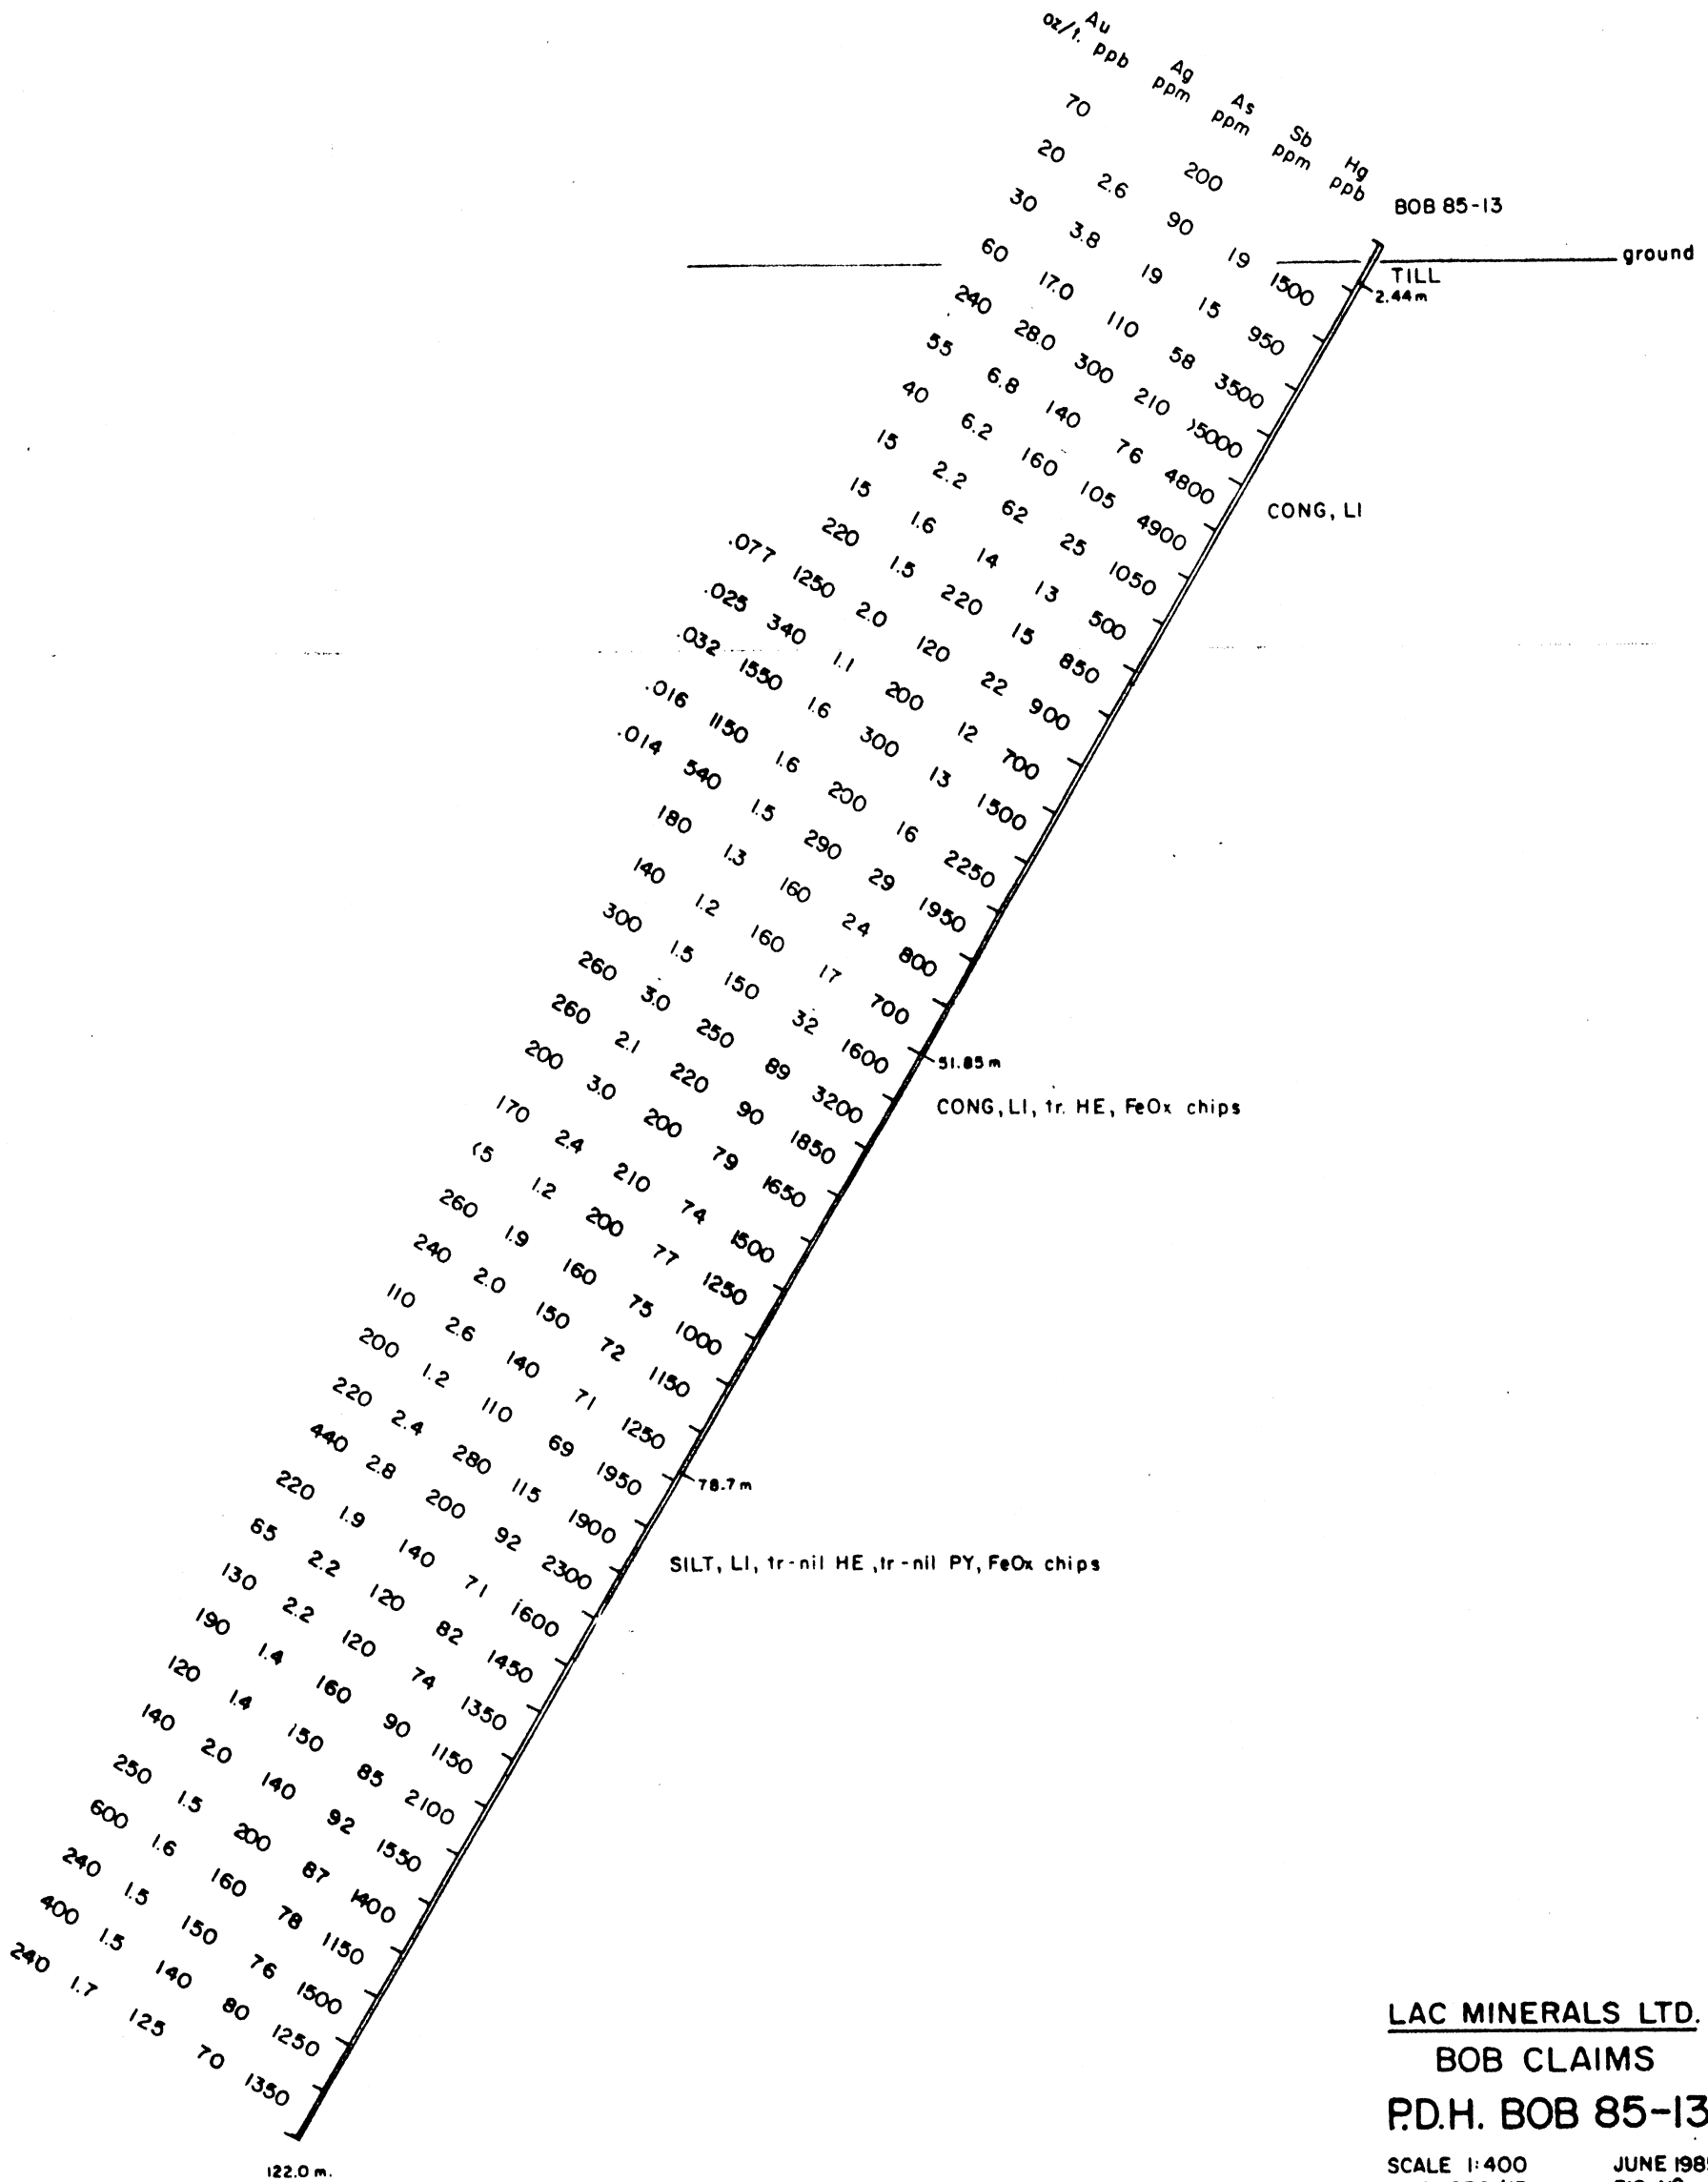 Au Ag As Sb Hg
oz/t. ppb ppm ppm ppm ppb
BOB 85-13
ground
TILL
2.44m
70 200
20 2.6 90 19 1500
30 3.8 19 15 950
60 17.0 110 58 3500
240 28.0 300 210 >5000
55 6.8 140 76 4800
40 6.2 160 105 4900
CONG, LI
15 2.2 62 25 1050
15 1.6 14 13 500
220 1.5 220 15 850
.077 1250 2.0 120 22 900
.025 340 1.1 200 12 700
.032 1550 1.6 300 13 1500
.016 1150 1.6 200 16 2250
.014 540 1.5 290 29 1950
180 1.3 160 24 800
140 1.2 160 17 700
300 1.5 150 32 1600
51.85m
260 3.0 250 89 3200
CONG, LI, tr. HE, FeOx chips
260 2.1 220 90 1850
200 3.0 200 79 1650
170 2.4 210 74 1500
<5 1.2 200 77 1250
260 1.9 160 75 1000
240 2.0 150 72 1150
110 2.6 140 71 1250
200 1.2 110 69 1950
78.7m
220 2.4 280 115 1900
440 2.8 200 92 2300
SILT, LI, tr-nil HE, tr-nil PY, FeOx chips
220 1.9 140 71 1600
65 2.2 120 82 1450
130 2.2 120 74 1350
190 1.4 160 90 1150
120 1.4 150 85 2100
140 2.0 140 92 1550
250 1.5 200 87 1400
600 1.6 160 78 1150
240 1.5 150 76 1500
400 1.5 140 80 1250
240 1.7 125 70 1350
122.0 m.
LAC MINERALS LTD.
BOB CLAIMS
P.D.H. BOB 85-13
SCALE 1:400 JUNE 198